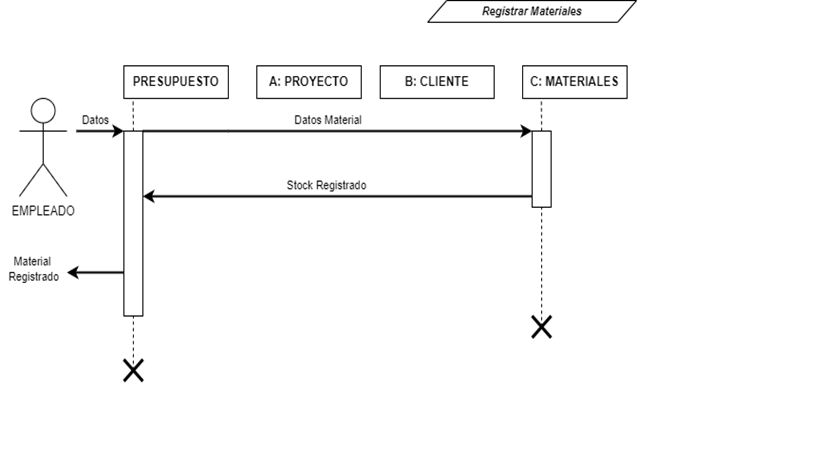 Registrar Materiales
PRESUPUESTO
A: PROYECTO
B: CLIENTE
C: MATERIALES
Datos
Datos Material
Stock Registrado
EMPLEADO
Material
Registrado